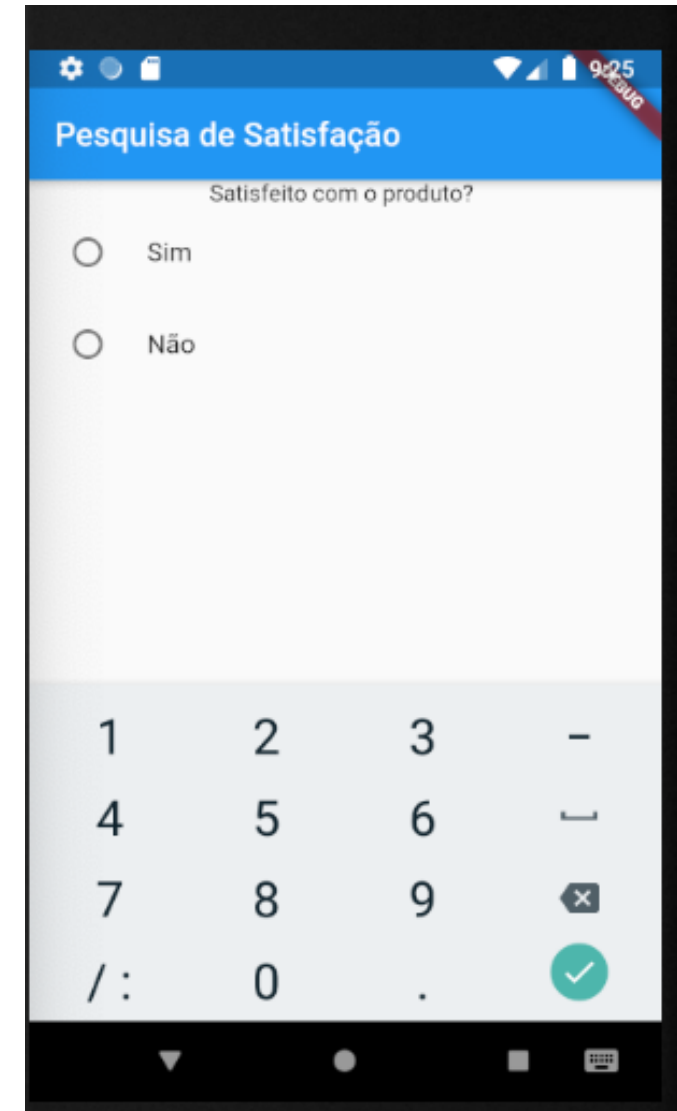 9:25
DEBUG
Pesquisa de Satisfação
Satisfeito com o produto?
Sim
Não
1 2 3 -
4 5 6
7 8 9
/ : 0 .